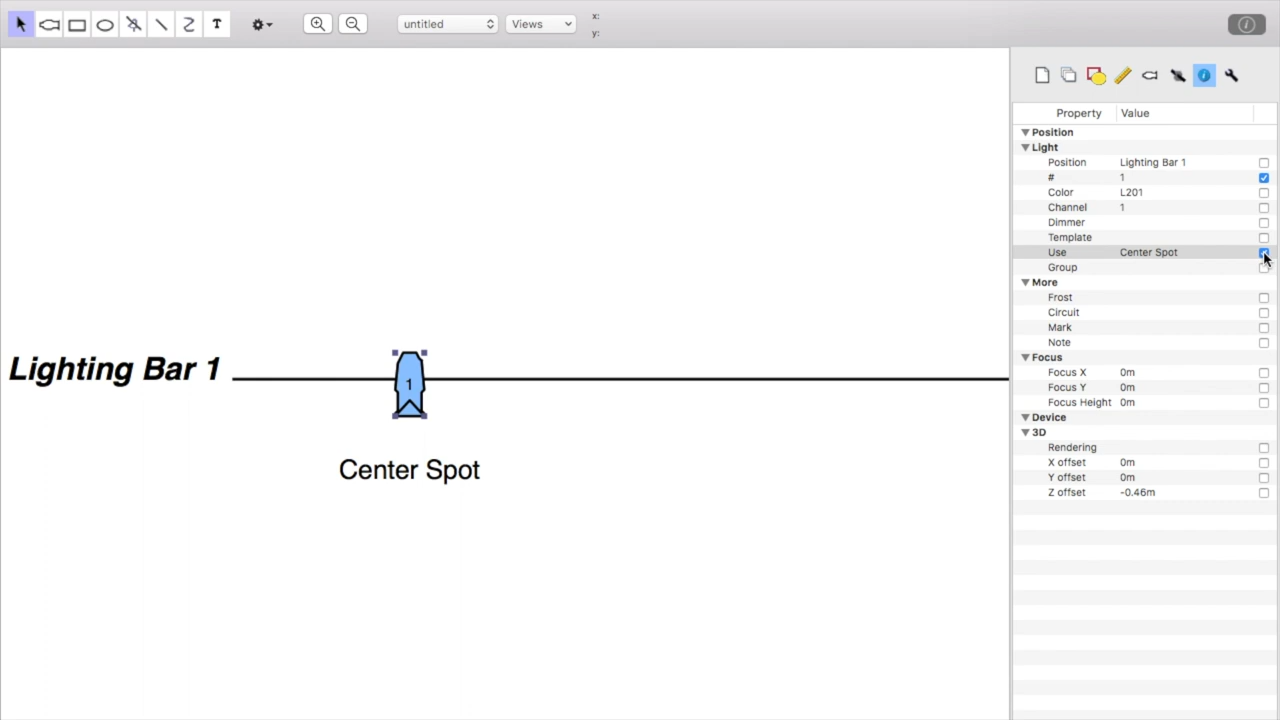 T
untitled
Views
x:
y:
Property Value
Position
Light
Position Lighting Bar 1
# 1
Color L201
Channel 1
Dimmer
Template
Use Center Spot
Group
More
Frost
Circuit
Mark
Note
Focus
Focus X 0m
Focus Y 0m
Focus Height 0m
Device
3D
Rendering
X offset 0m
Y offset 0m
Z offset -0.46m
Lighting Bar 1
1
Center Spot